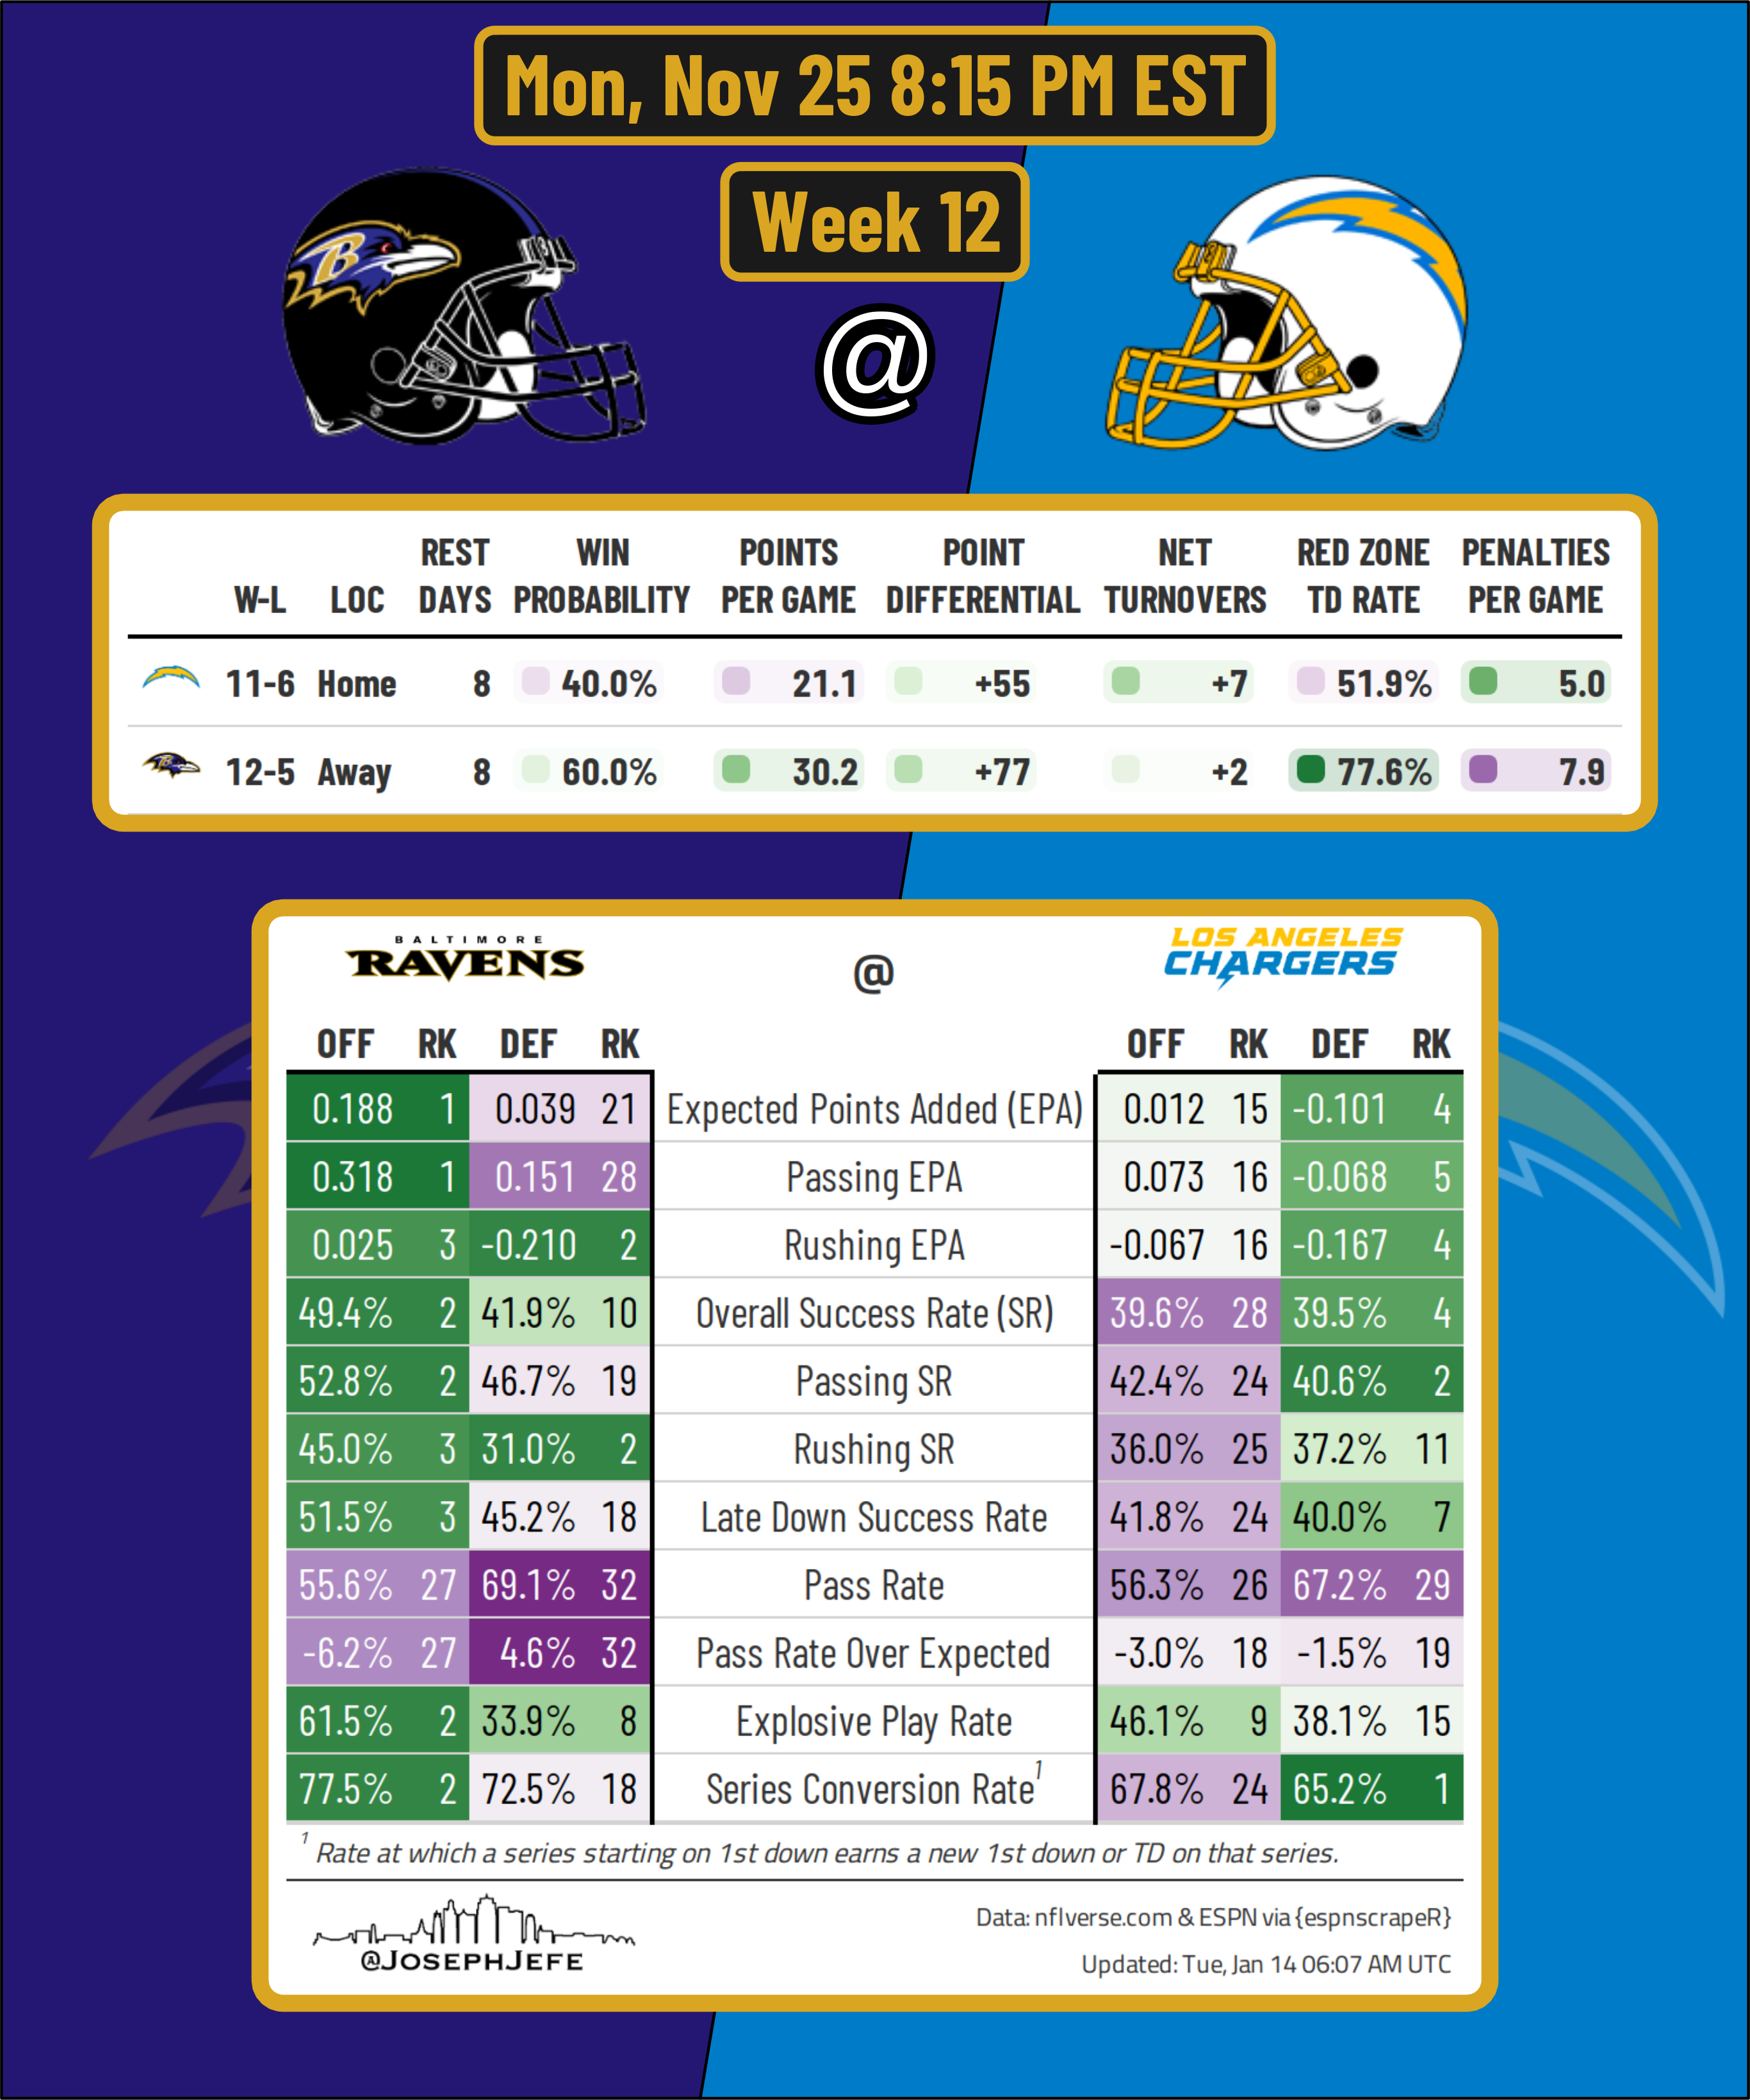 Mon, Nov 25 8:15 PM EST
Week 12
B
@
W-L LOC REST DAYS WIN PROBABILITY POINTS PER GAME POINT DIFFERENTIAL NET TURNOVERS RED ZONE TD RATE PENALTIES PER GAME
11-6 Home 8 40.0% 21.1 +55 +7 51.9% 5.0
12-5 Away 8 60.0% 30.2 +77 +2 77.6% 7.9
BALTIMORE RAVENS @ LOS ANGELES CHARGERS
OFF RK DEF RK OFF RK DEF RK
0.188 1 0.039 21 Expected Points Added (EPA) 0.012 15 -0.101 4
0.318 1 0.151 28 Passing EPA 0.073 16 -0.068 5
0.025 3 -0.210 2 Rushing EPA -0.067 16 -0.167 4
49.4% 2 41.9% 10 Overall Success Rate (SR) 39.6% 28 39.5% 4
52.8% 2 46.7% 19 Passing SR 42.4% 24 40.6% 2
45.0% 3 31.0% 2 Rushing SR 36.0% 25 37.2% 11
51.5% 3 45.2% 18 Late Down Success Rate 41.8% 24 40.0% 7
55.6% 27 69.1% 32 Pass Rate 56.3% 26 67.2% 29
-6.2% 27 4.6% 32 Pass Rate Over Expected -3.0% 18 -1.5% 19
61.5% 2 33.9% 8 Explosive Play Rate 46.1% 9 38.1% 15
77.5% 2 72.5% 18 Series Conversion Rate¹ 67.8% 24 65.2% 1
¹ Rate at which a series starting on 1st down earns a new 1st down or TD on that series.
@JOSEPHJEFE
Data: nflverse.com & ESPN via {espnscrapeR}
Updated: Tue, Jan 14 06:07 AM UTC